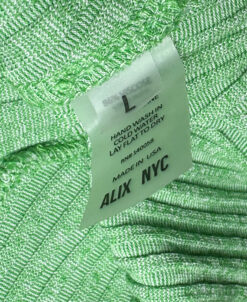 L
HAND WASH IN
COLD WATER
LAY FLAT TO DRY
MADE IN USA
ALIX NYC